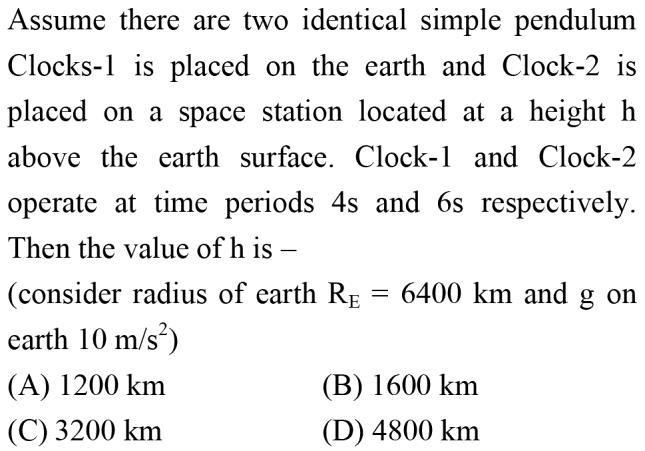 Assume there are two identical simple pendulum
Clocks-1 is placed on the earth and Clock-2 is
placed on a space station located at a height h
above the earth surface. Clock-1 and Clock-2
operate at time periods 4s and 6s respectively.
Then the value of h is –
(consider radius of earth R_E = 6400 km and g on
earth 10 m/s²)
(A) 1200 km (B) 1600 km
(C) 3200 km (D) 4800 km